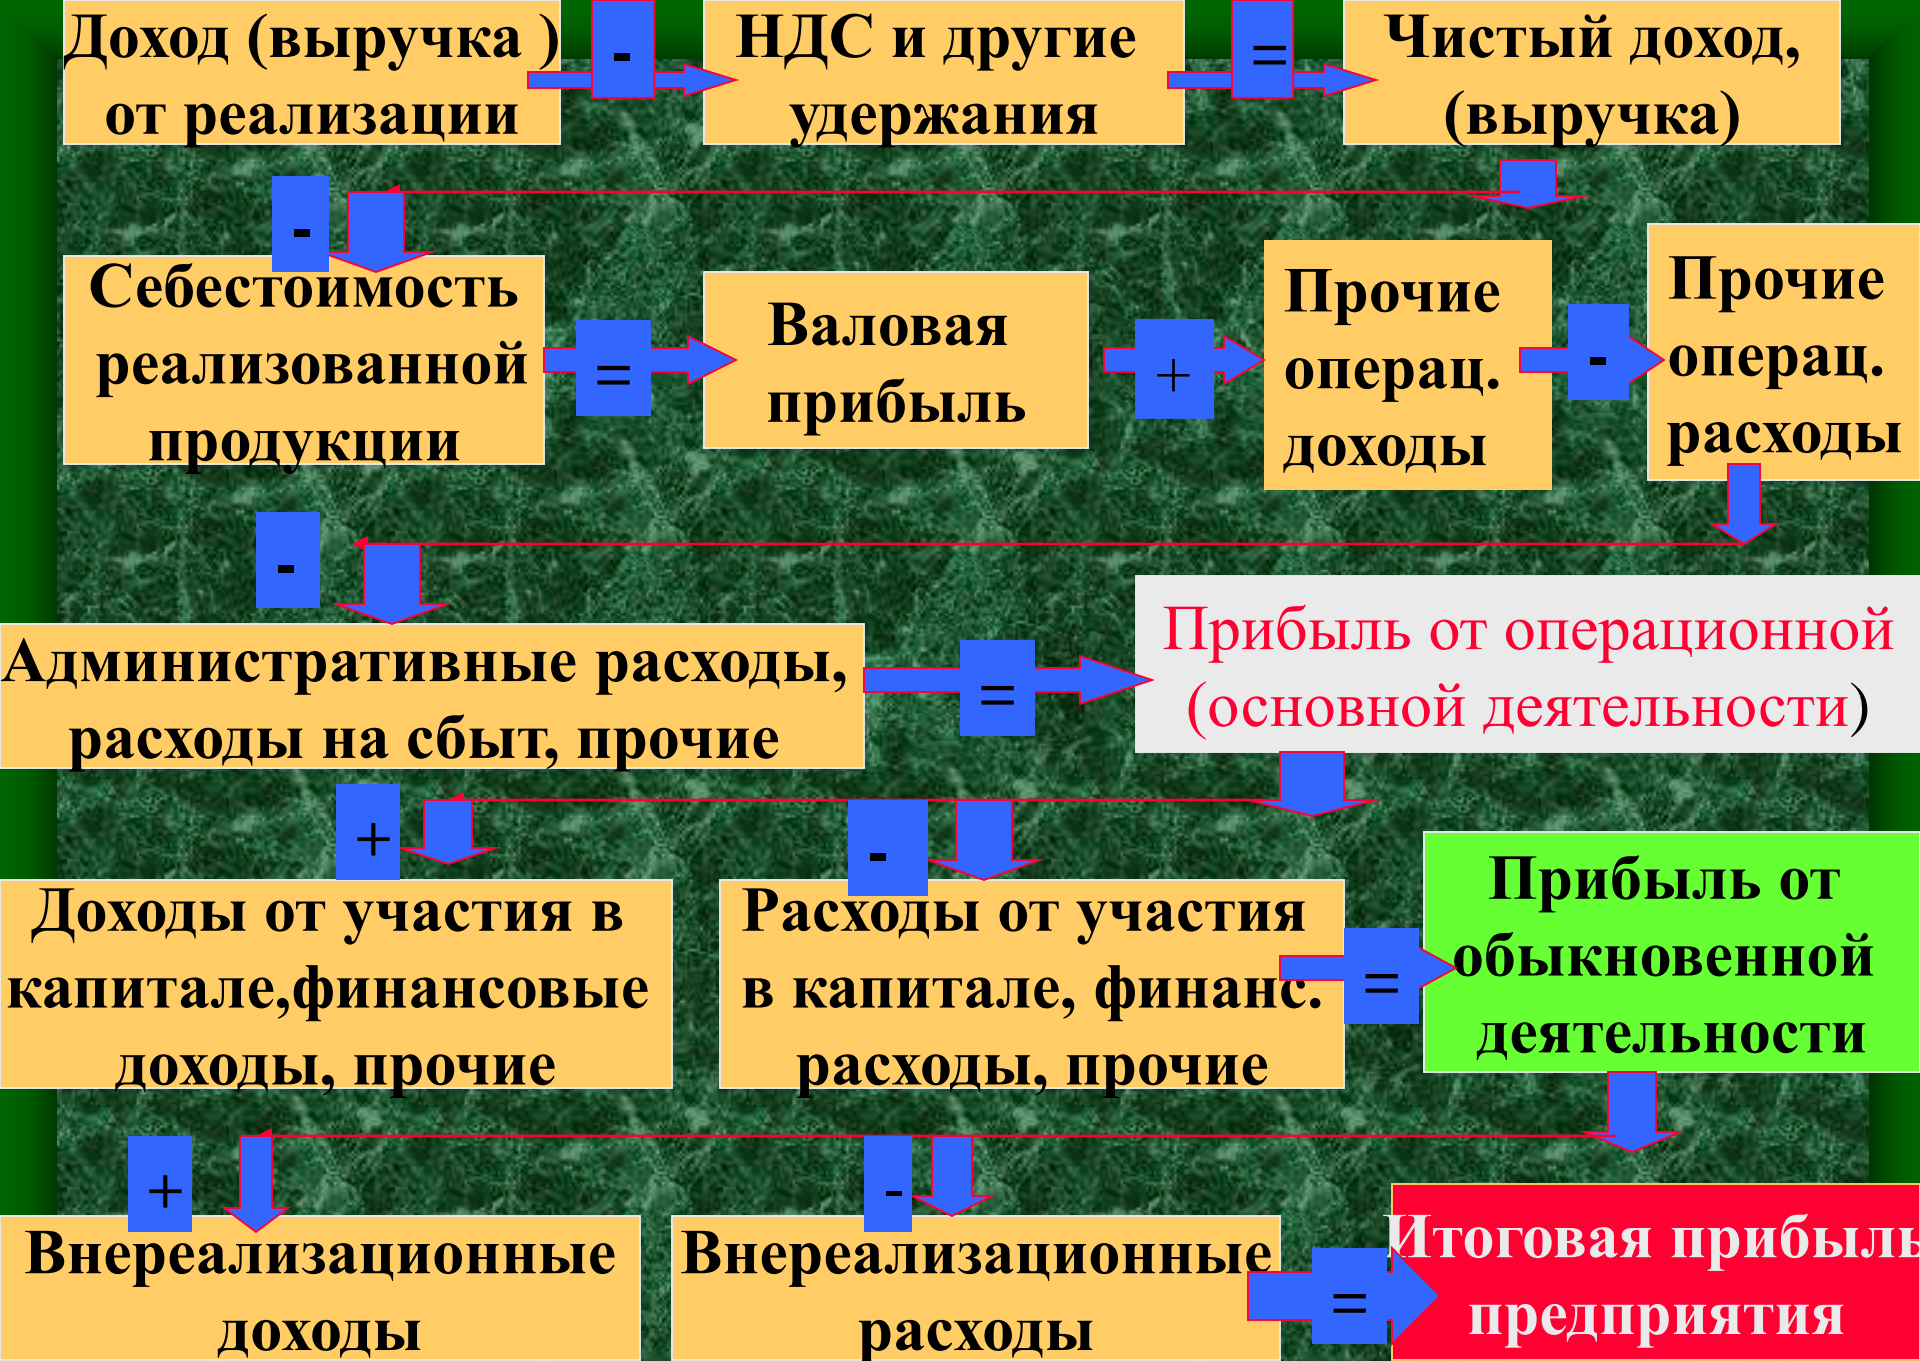 Доход (выручка )
от реализации
-
НДС и другие
удержания
=
Чистый доход,
(выручка)
-
Себестоимость
реализованной
продукции
=
Валовая
прибыль
+
Прочие
операц.
доходы
-
Прочие
операц.
расходы
-
Административные расходы,
расходы на сбыт, прочие
=
Прибыль от операционной
(основной деятельности)
+
Доходы от участия в
капитале,финансовые
доходы, прочие
-
Расходы от участия
в капитале, финанс.
расходы, прочие
=
Прибыль от
обыкновенной
деятельности
+
Внереализационные
доходы
-
Внереализационные
расходы
=
Итоговая прибыль
предприятия